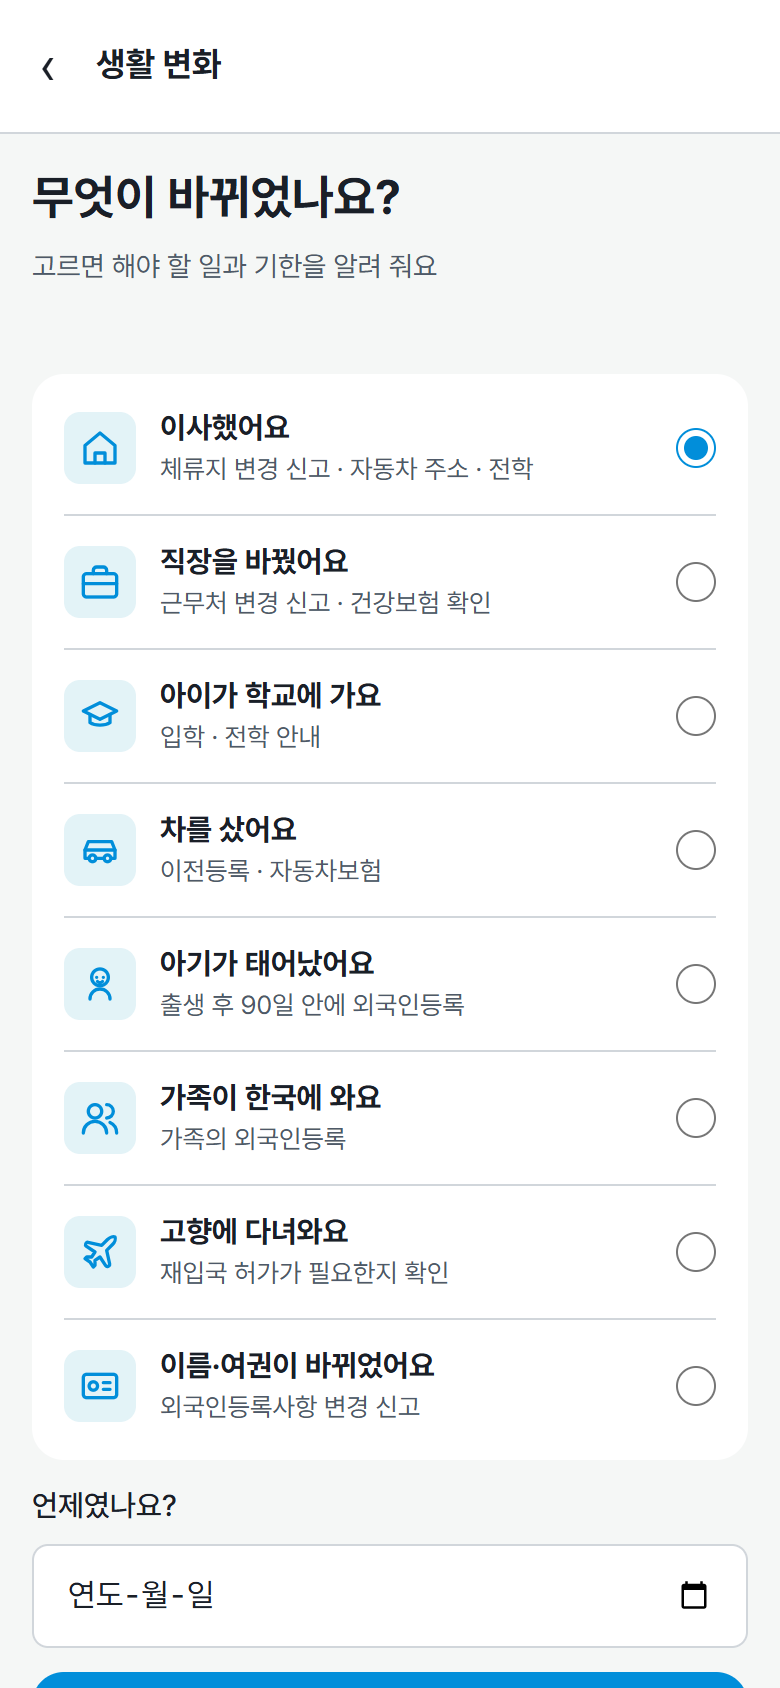 생활 변화
무엇이 바뀌었나요?
고르면 해야 할 일과 기한을 알려 줘요
이사했어요
체류지 변경 신고 · 자동차 주소 · 전학
직장을 바꿨어요
근무처 변경 신고 · 건강보험 확인
아이가 학교에 가요
입학 · 전학 안내
차를 샀어요
이전등록 · 자동차보험
아기가 태어났어요
출생 후 90일 안에 외국인등록
가족이 한국에 와요
가족의 외국인등록
고향에 다녀와요
재입국 허가가 필요한지 확인
이름·여권이 바뀌었어요
외국인등록사항 변경 신고
언제였나요?
연도-월-일